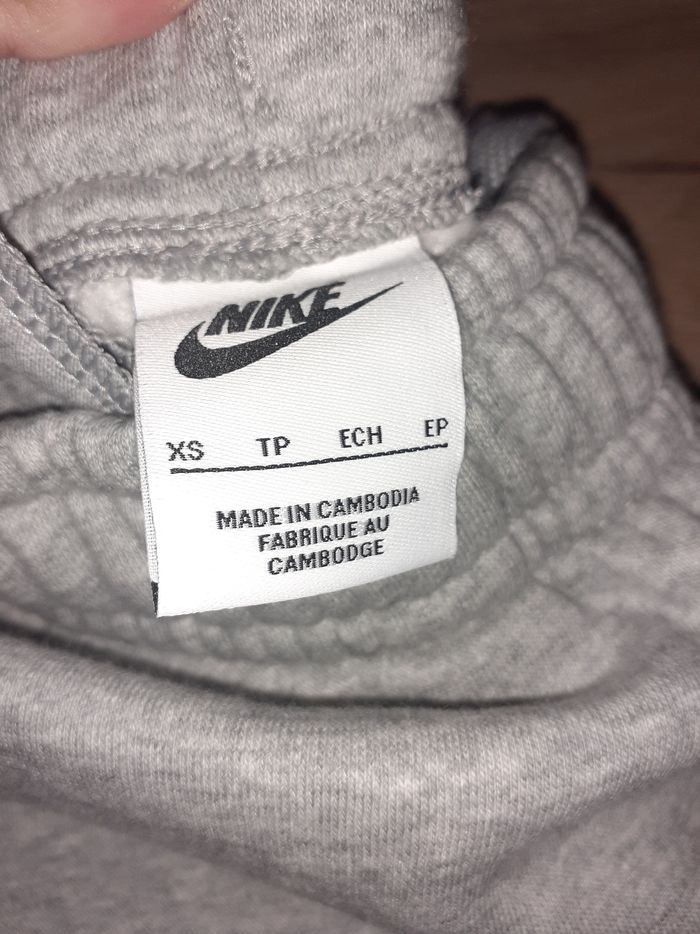 NIKE
XS TP ECH EP
MADE IN CAMBODIA
FABRIQUE AU
CAMBODGE